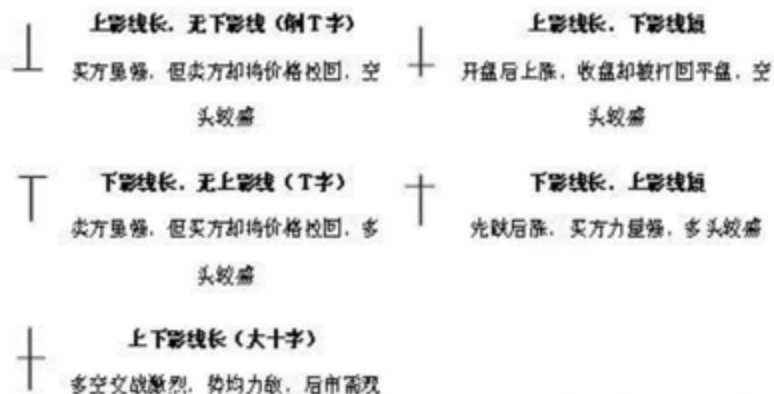 上影线长．无下影线（倒T字）
买方虽强．但卖方却将价格拉回．空
头较盛
上影线长．下影线短
开盘后上涨．收盘却被打回平盘．空
头较盛
下影线长．无上影线（T字）
卖方虽强．但买方却将价格拉回．多
头较盛
下影线长．上影线短
先跌后涨．买方力量强．多头较盛
上下影线长（大十字）
多空交战激烈．势均力敌．后市需观